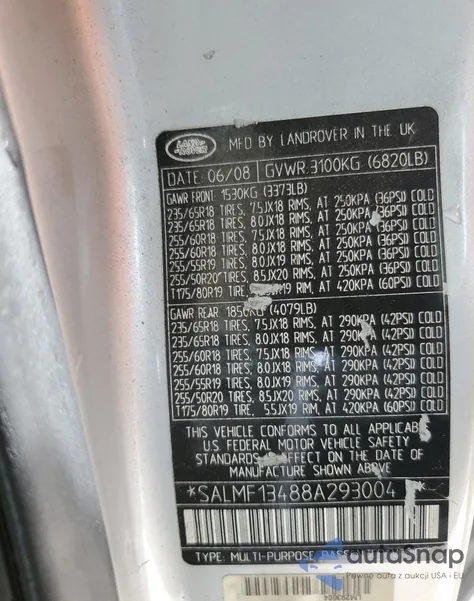 LAND ROVER
MFD BY LANDROVER IN THE UK
DATE: 06/08 GVWR: 3100KG (6820LB)
GAWR FRONT: 1530KG (3373LB)
235/65R18 TIRES, 7.5JX18 RIMS, AT 250KPA (36PSI) COLD
235/65R18 TIRES, 8.0JX18 RIMS, AT 250KPA (36PSI) COLD
255/60R18 TIRES, 7.5JX18 RIMS, AT 250KPA (36PSI) COLD
255/60R18 TIRES, 8.0JX18 RIMS, AT 250KPA (36PSI) COLD
255/55R19 TIRES, 8.0JX19 RIMS, AT 250KPA (36PSI) COLD
255/50R20 TIRES, 8.5JX20 RIMS, AT 250KPA (36PSI) COLD
T175/80R19 TIRE, RIM, AT 420KPA (60PSI) COLD
GAWR REAR: 1850KG (4079LB)
235/65R18 TIRES, 7.5JX18 RIMS, AT 290KPA (42PSI) COLD
235/65R18 TIRES, 8.0JX18 RIMS, AT 290KPA (42PSI) COLD
255/60R18 TIRES, 7.5JX18 RIMS, AT 290KPA (42PSI) COLD
255/60R18 TIRES, 8.0JX18 RIMS, AT 290KPA (42PSI) COLD
255/55R19 TIRES, 8.0JX19 RIMS, AT 290KPA (42PSI) COLD
255/50R20 TIRES, 8.5JX20 RIMS, AT 290KPA (42PSI) COLD
T175/80R19 TIRE, 5.5JX19 RIM, AT 420KPA (60PSI) COLD
THIS VEHICLE CONFORMS TO ALL APPLICABLE
U.S. FEDERAL MOTOR VEHICLE SAFETY
STANDARDS IN EFFECT ON THE DATE OF
MANUFACTURE SHOWN ABOVE
*SALMF13488A293004
TYPE: MULTI-PURPOSE
autoSnap
Pewne auta z aukcji USA i EU